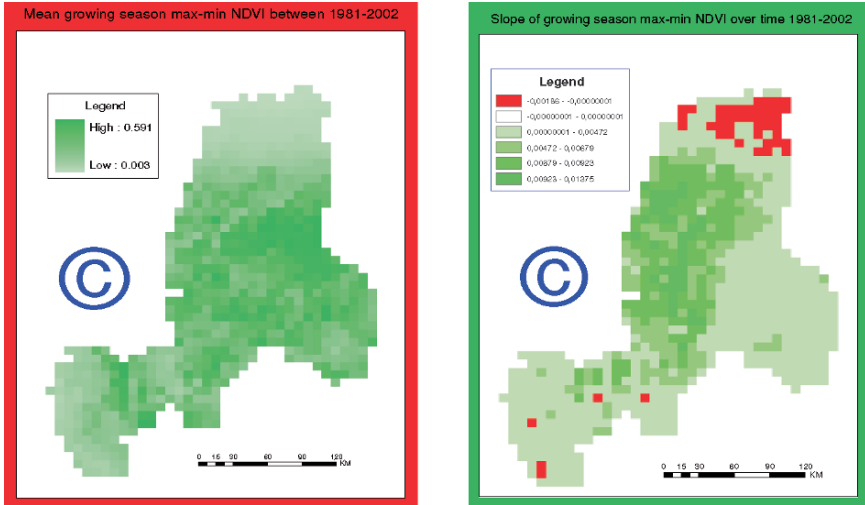 Mean growing season max-min NDVI between 1981-2002
Legend
High : 0.591
Low : 0.003
©
0 15 30 60 90 120
KM
Slope of growing season max-min NDVI over time 1981-2002
Legend
-0,00186 - -0,00000001
-0,00000001 - 0,00000001
0,00000001 - 0,00472
0,00472 - 0,00679
0,00679 - 0,00923
0,00923 - 0,01375
©
0 15 30 60 90 120
KM